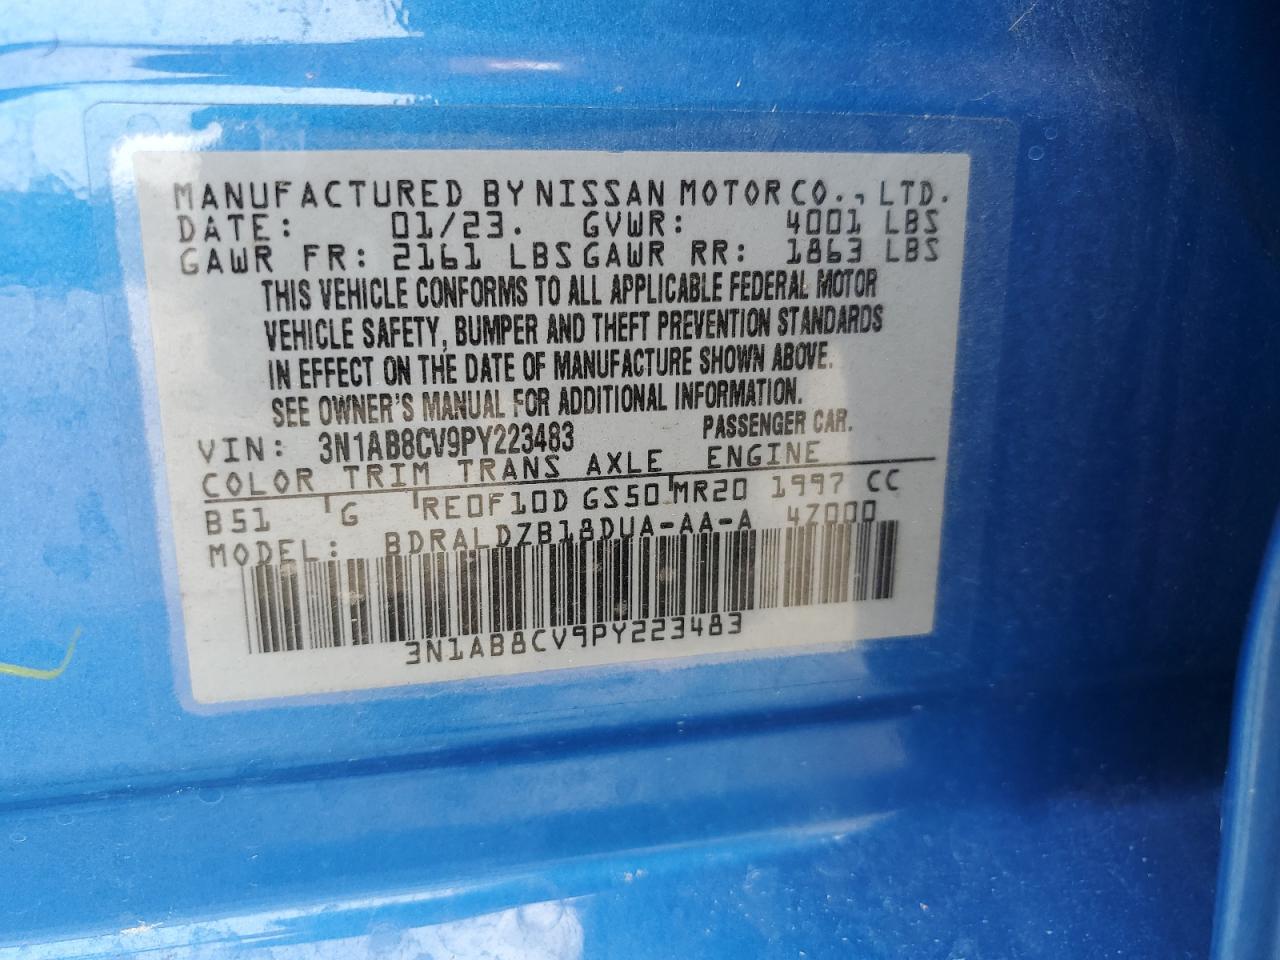 MANUFACTURED BY NISSAN MOTOR CO., LTD.
DATE: 01/23. GVWR: 4001 LBS
GAWR FR: 2161 LBS GAWR RR: 1863 LBS
THIS VEHICLE CONFORMS TO ALL APPLICABLE FEDERAL MOTOR
VEHICLE SAFETY, BUMPER AND THEFT PREVENTION STANDARDS
IN EFFECT ON THE DATE OF MANUFACTURE SHOWN ABOVE.
SEE OWNER'S MANUAL FOR ADDITIONAL INFORMATION.
VIN: 3N1AB8CV9PY223483 PASSENGER CAR.
COLOR TRIM TRANS AXLE ENGINE
B51 G RE0F10D GS50 MR20 1997 CC
MODEL: BDRALDZB18DUA-AA-A 4Z000
3N1AB8CV9PY223483